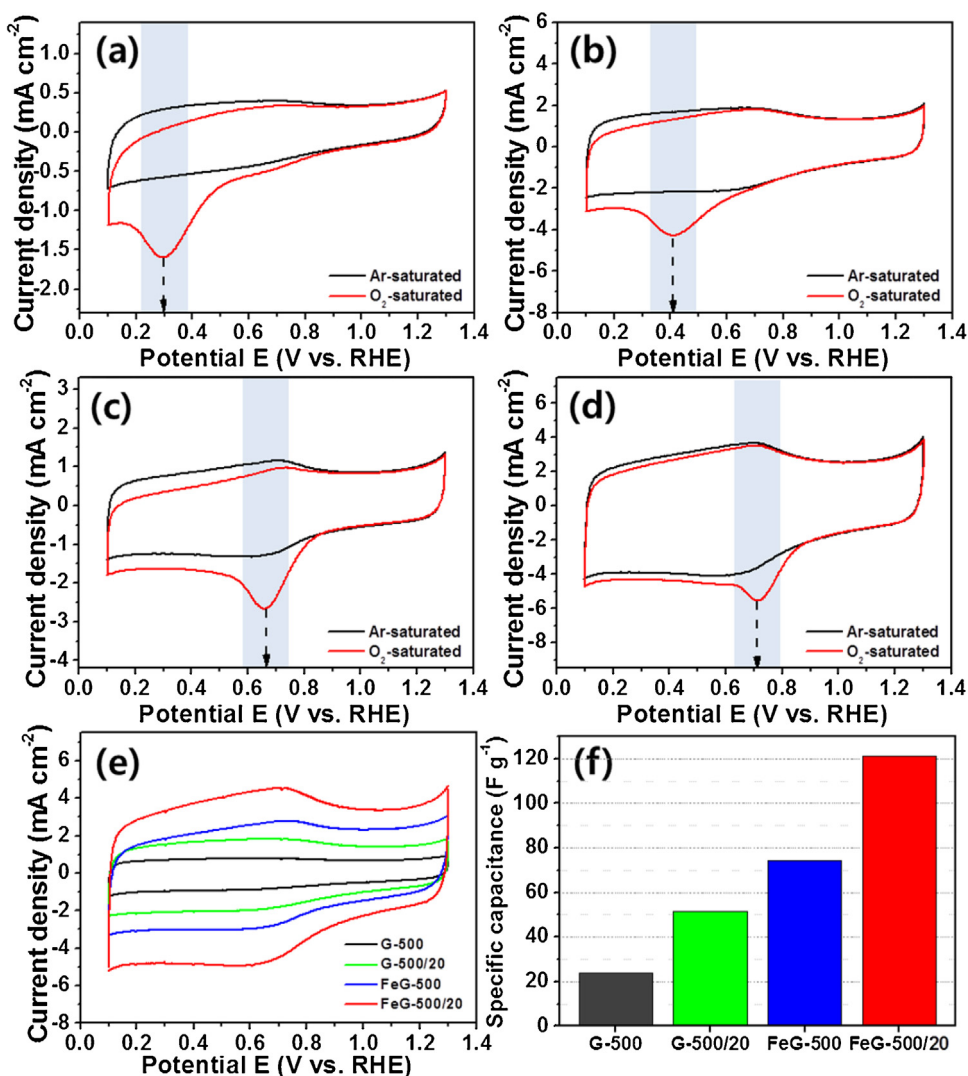 (a)
Current density (mA cm⁻²)
1.0
0.5
0.0
-0.5
-1.0
-1.5
-2.0
Ar-saturated
O₂-saturated
0.0 0.2 0.4 0.6 0.8 1.0 1.2 1.4
Potential E (V vs. RHE)
(b)
Current density (mA cm⁻²)
6
4
2
0
-2
-4
-6
-8
Ar-saturated
O₂-saturated
0.0 0.2 0.4 0.6 0.8 1.0 1.2 1.4
Potential E (V vs. RHE)
(c)
Current density (mA cm⁻²)
3
2
1
0
-1
-2
-3
-4
Ar-saturated
O₂-saturated
0.0 0.2 0.4 0.6 0.8 1.0 1.2 1.4
Potential E (V vs. RHE)
(d)
Current density (mA cm⁻²)
6
4
2
0
-2
-4
-6
-8
Ar-saturated
O₂-saturated
0.0 0.2 0.4 0.6 0.8 1.0 1.2 1.4
Potential E (V vs. RHE)
(e)
Current density (mA cm⁻²)
6
4
2
0
-2
-4
-6
-8
G-500
G-500/20
FeG-500
FeG-500/20
0.0 0.2 0.4 0.6 0.8 1.0 1.2 1.4
Potential E (V vs. RHE)
(f)
Specific capacitance (F g⁻¹)
120
100
80
60
40
20
0
G-500 G-500/20 FeG-500 FeG-500/20